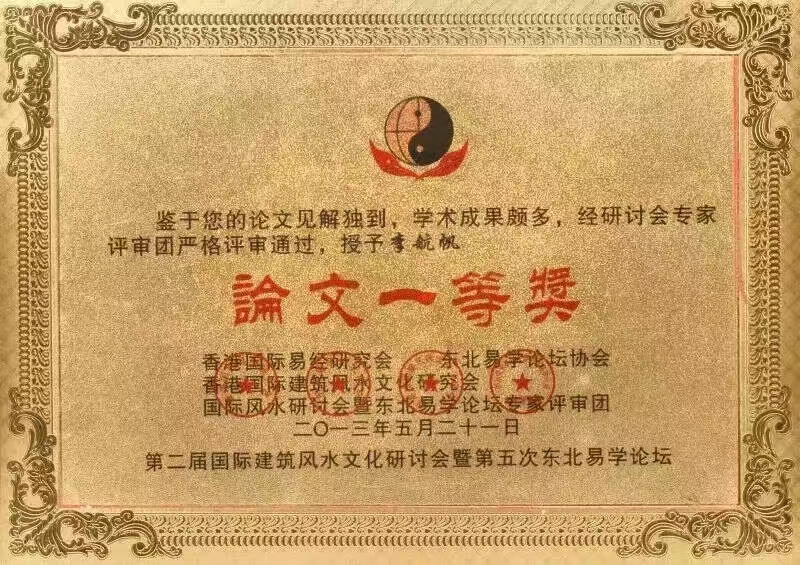 鉴于您的论文见解独到，学术成果颇多，经研讨会专家
评审团严格评审通过，授予李航帆
論文一等獎
香港国际易经研究会 东北易学论坛协会
香港国际建筑风水文化研究会
国际风水研讨会暨东北易学论坛专家评审团
二〇一三年五月二十一日
第二届国际建筑风水文化研讨会暨第五次东北易学论坛